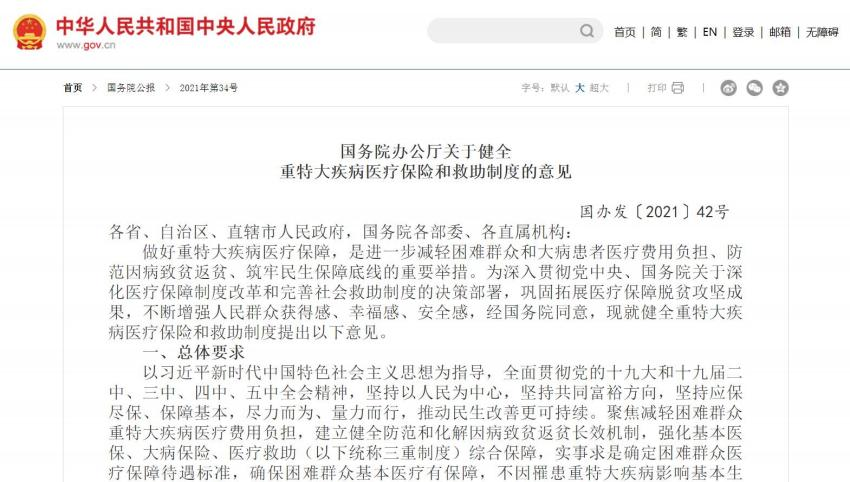 中华人民共和国中央人民政府
www.gov.cn
首页 | 简 | 繁 | EN | 登录 | 邮箱 | 无障碍
首页 > 国务院公报 > 2021年第34号
字号：默认 大 超大 | 打印 |
国务院办公厅关于健全
重特大疾病医疗保险和救助制度的意见
国办发〔2021〕42号
各省、自治区、直辖市人民政府，国务院各部委、各直属机构：
做好重特大疾病医疗保障，是进一步减轻困难群众和大病患者医疗费用负担、防
范因病致贫返贫、筑牢民生保障底线的重要举措。为深入贯彻党中央、国务院关于深
化医疗保障制度改革和完善社会救助制度的决策部署，巩固拓展医疗保障脱贫攻坚成
果，不断增强人民群众获得感、幸福感、安全感，经国务院同意，现就健全重特大疾
病医疗保险和救助制度提出以下意见。
一、总体要求
以习近平新时代中国特色社会主义思想为指导，全面贯彻党的十九大和十九届二
中、三中、四中、五中全会精神，坚持以人民为中心，坚持共同富裕方向，坚持应保
尽保、保障基本，尽力而为、量力而行，推动民生改善更可持续。聚焦减轻困难群众
重特大疾病医疗费用负担，建立健全防范和化解因病致贫返贫长效机制，强化基本医
保、大病保险、医疗救助（以下统称三重制度）综合保障，实事求是确定困难群众医
疗保障待遇标准，确保困难群众基本医疗有保障，不因罹患重特大疾病影响基本生